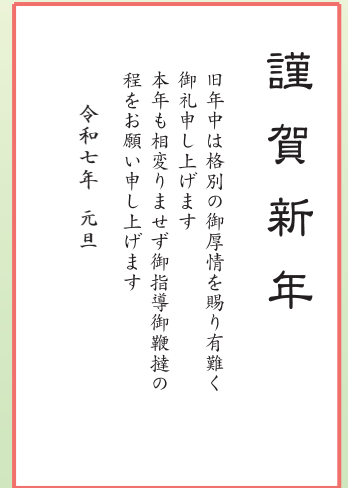 謹賀新年
旧年中は格別の御厚情を賜り有難く
御礼申し上げます
本年も相変りませず御指導御鞭撻の
程をお願い申し上げます
令和七年　元旦